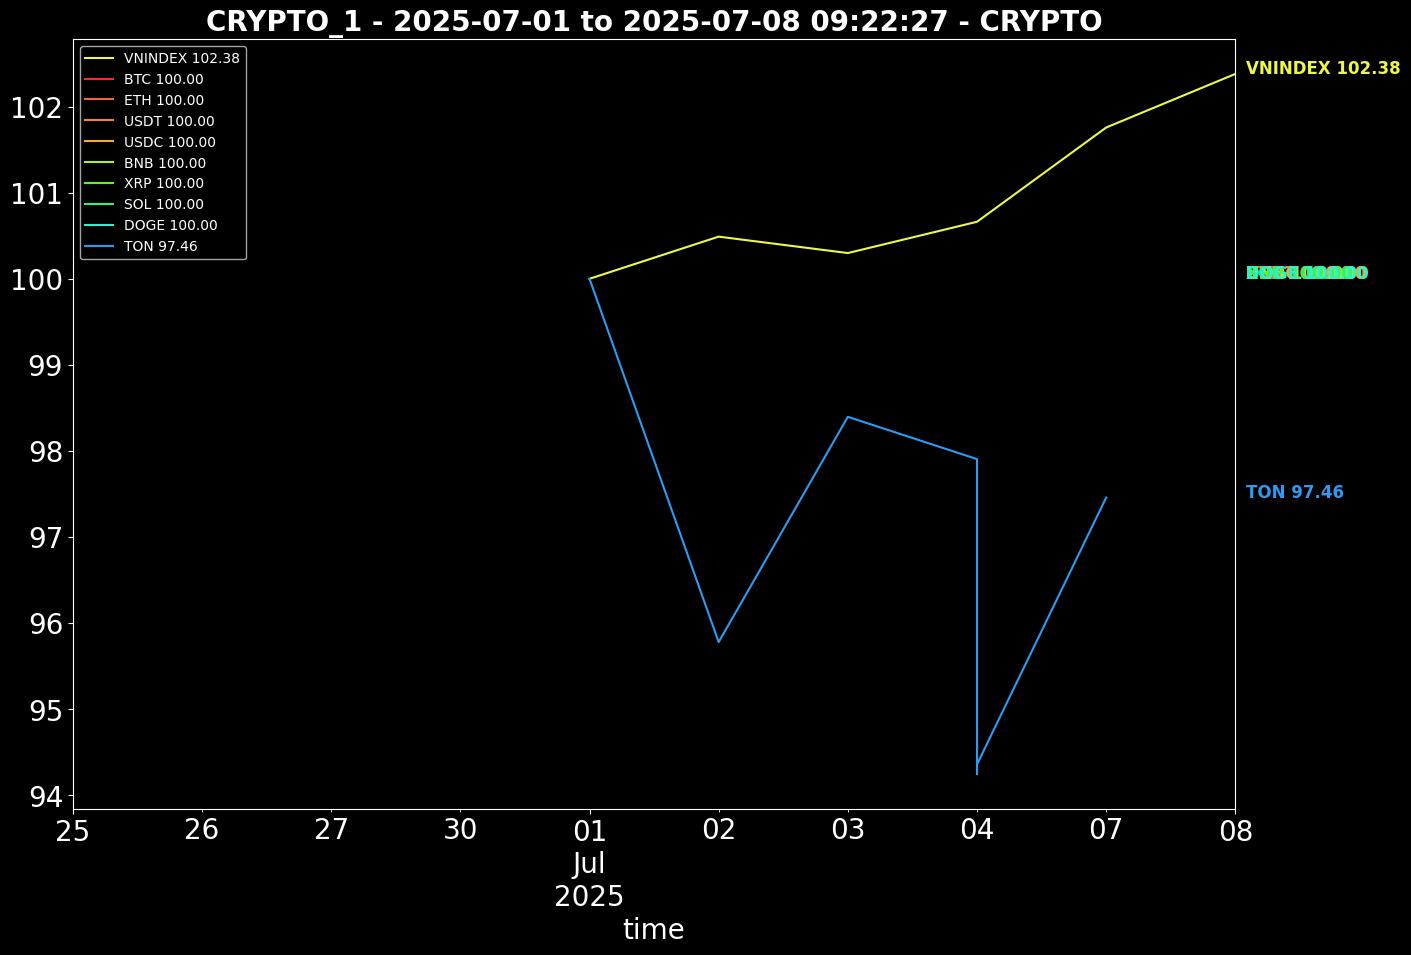 CRYPTO_1 - 2025-07-01 to 2025-07-08 09:22:27 - CRYPTO
VNINDEX 102.38
BTC 100.00
ETH 100.00
USDT 100.00
USDC 100.00
BNB 100.00
XRP 100.00
SOL 100.00
DOGE 100.00
TON 97.46
102
101
100
99
98
97
96
95
94
VNINDEX 102.38
TON 97.46
25 26 27 30 01 02 03 04 07 08
Jul
2025
time